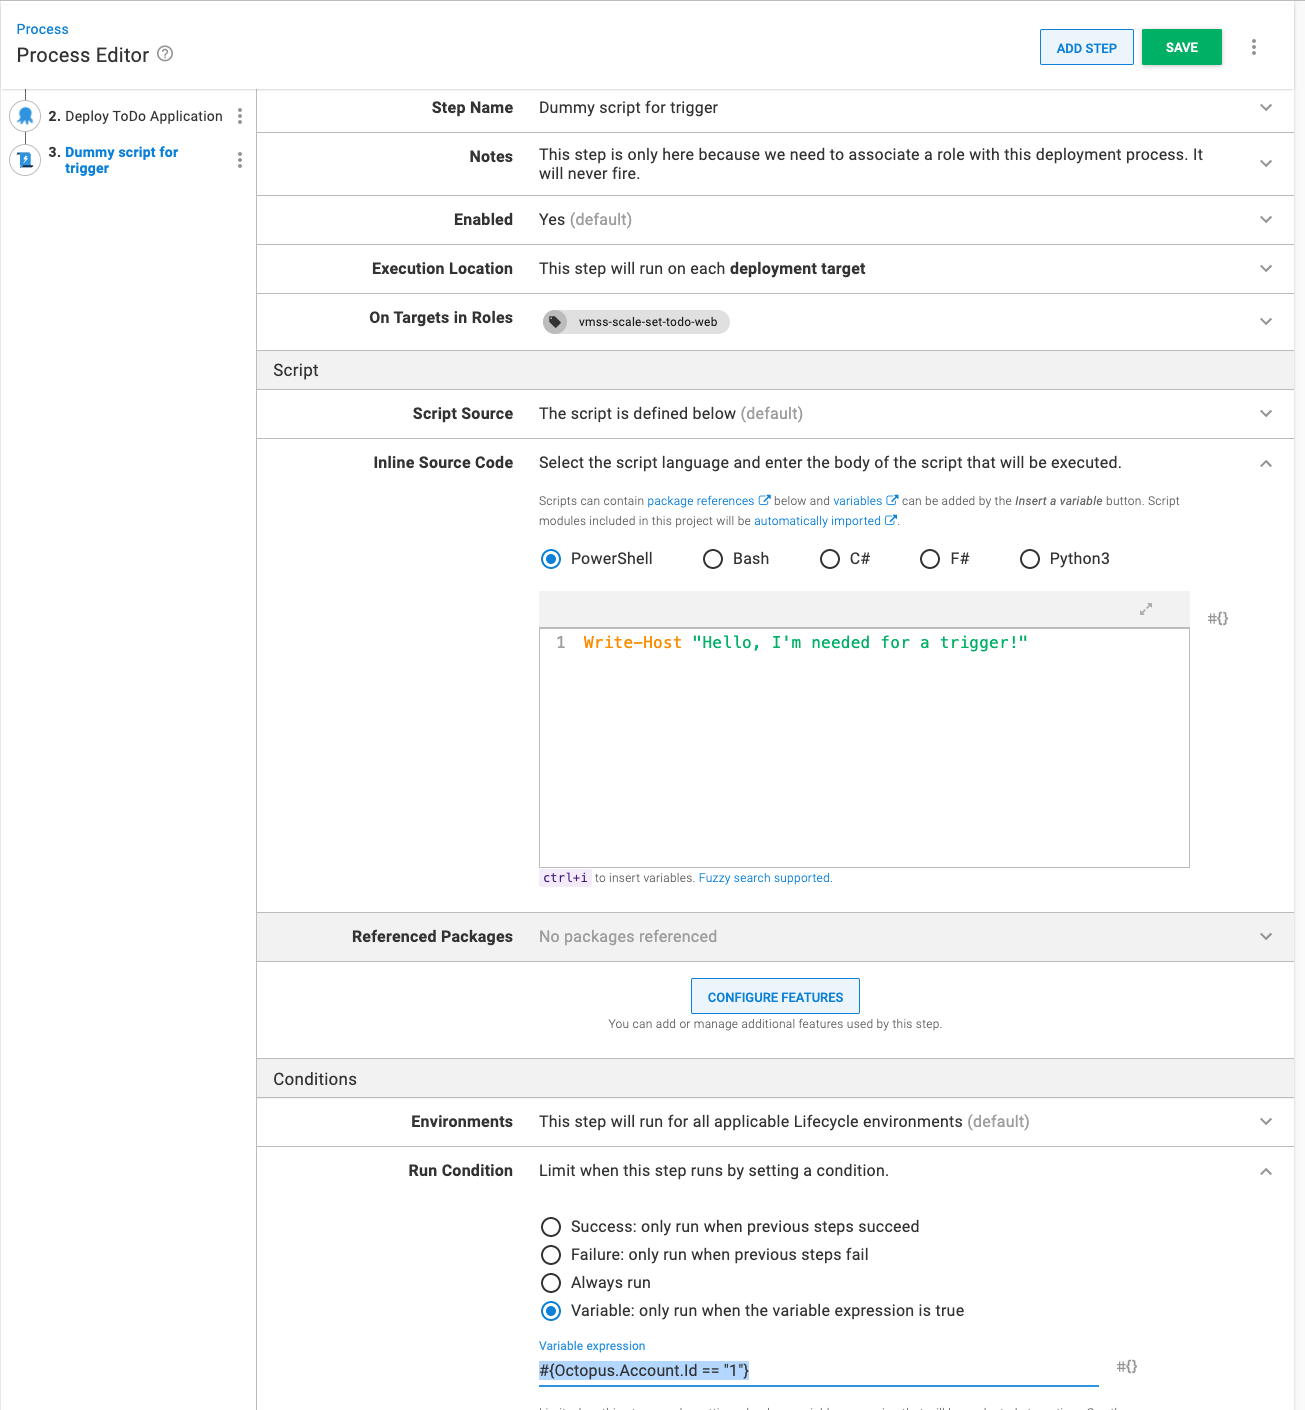 Process
Process Editor
ADD STEP
SAVE
2. Deploy ToDo Application
3. Dummy script for
trigger
Step Name
Dummy script for trigger
Notes
This step is only here because we need to associate a role with this deployment process. It
will never fire.
Enabled
Yes (default)
Execution Location
This step will run on each deployment target
On Targets in Roles
vmss-scale-set-todo-web
Script
Script Source
The script is defined below (default)
Inline Source Code
Select the script language and enter the body of the script that will be executed.
Scripts can contain package references below and variables can be added by the Insert a variable button. Script
modules included in this project will be automatically imported.
PowerShell
Bash
C#
F#
Python3
#{}
1 Write-Host "Hello, I'm needed for a trigger!"
ctrl+i to insert variables. Fuzzy search supported.
Referenced Packages
No packages referenced
CONFIGURE FEATURES
You can add or manage additional features used by this step.
Conditions
Environments
This step will run for all applicable Lifecycle environments (default)
Run Condition
Limit when this step runs by setting a condition.
Success: only run when previous steps succeed
Failure: only run when previous steps fail
Always run
Variable: only run when the variable expression is true
Variable expression
#{Octopus.Account.Id == "1"}
#{}